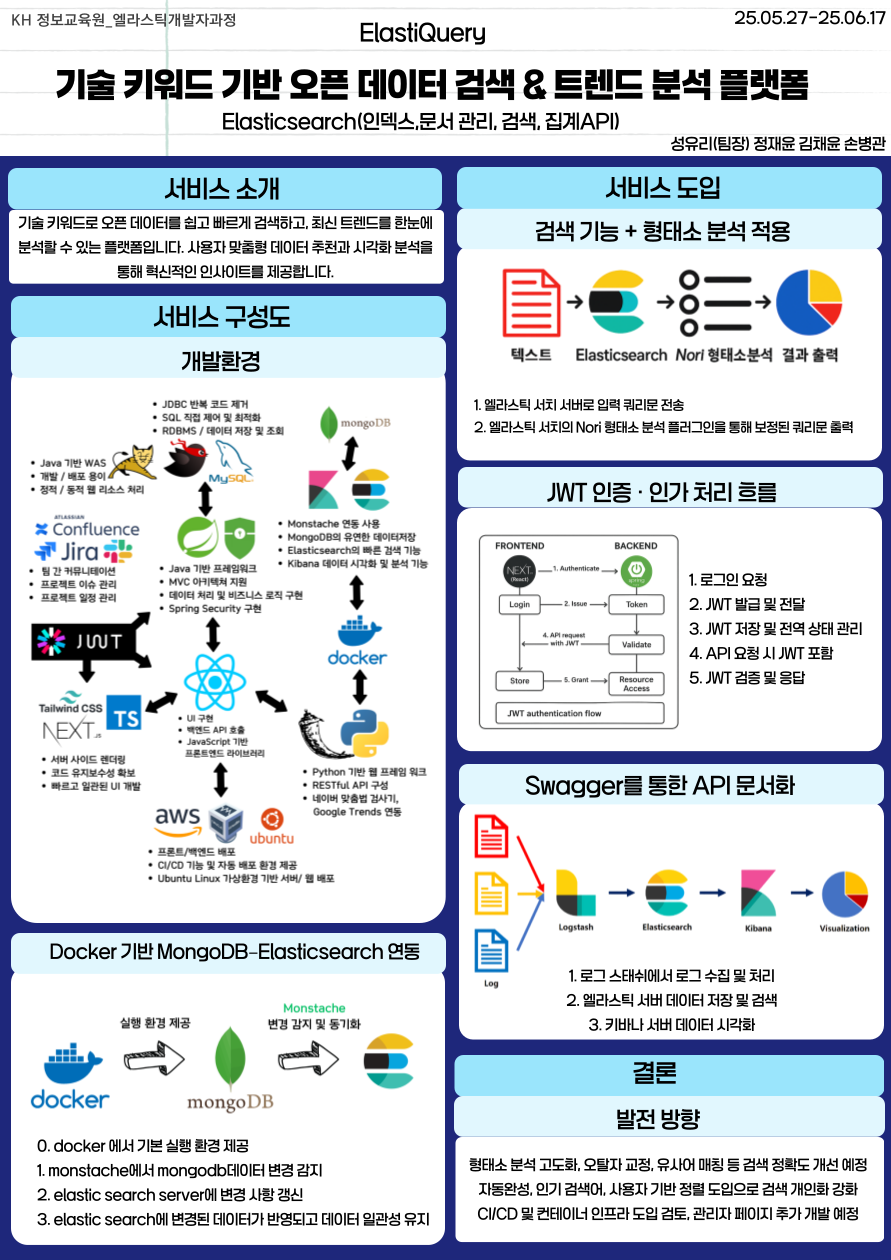 KH 정보교육원_엘라스틱개발자과정
25.05.27-25.06.17
ElastiQuery
기술 키워드 기반 오픈 데이터 검색 & 트렌드 분석 플랫폼
Elasticsearch(인덱스,문서 관리, 검색, 집계API)
성유리(팀장) 정재윤 김채윤 손병관
서비스 소개
기술 키워드로 오픈 데이터를 쉽고 빠르게 검색하고, 최신 트렌드를 한눈에
분석할 수 있는 플랫폼입니다. 사용자 맞춤형 데이터 추천과 시각화 분석을
통해 혁신적인 인사이트를 제공합니다.
서비스 구성도
개발환경
• JDBC 반복 코드 제거
• SQL 직접 제어 및 최적화
• RDBMS / 데이터 저장 및 조회
mongoDB
• Java 기반 WAS
• 개발 / 배포 용이
• 정적 / 동적 웹 리소스 처리
MySQL
ATLASSIAN
Confluence
Jira
• 팀 간 커뮤니테이션
• 프로젝트 이슈 관리
• 프로젝트 일정 관리
• Java 기반 프레임워크
• MVC 아키텍처 지원
• 데이터 처리 및 비즈니스 로직 구현
• Spring Security 구현
• Monstache 연동 사용
• MongoDB의 유연한 데이터저장
• Elasticsearch의 빠른 검색 기능
• Kibana 데이터 시각화 및 분석 기능
JWT
docker
Tailwind CSS
TS
NEXT.JS
• 서버 사이드 렌더링
• 코드 유지보수성 확보
• 빠르고 일관된 UI 개발
• UI 구현
• 백엔드 API 호출
• JavaScript 기반
프론트엔드 라이브러리
• Python 기반 웹 프레임 워크
• RESTful API 구성
• 네이버 맞춤법 검사기,
Google Trends 연동
aws
ubuntu
• 프론트/백엔드 배포
• CI/CD 기능 및 자동 배포 환경 제공
• Ubuntu Linux 가상환경 기반 서버/ 웹 배포
Docker 기반 MongoDB-Elasticsearch 연동
실행 환경 제공
Monstache
변경 감지 및 동기화
docker
mongoDB
0. docker 에서 기본 실행 환경 제공
1. monstache에서 mongodb데이터 변경 감지
2. elastic search server에 변경 사항 갱신
3. elastic search에 변경된 데이터가 반영되고 데이터 일관성 유지
서비스 도입
검색 기능 + 형태소 분석 적용
텍스트
Elasticsearch
Nori 형태소분석
결과 출력
1. 엘라스틱 서치 서버로 입력 쿼리문 전송
2. 엘라스틱 서치의 Nori 형태소 분석 플러그인을 통해 보정된 쿼리문 출력
JWT 인증 · 인가 처리 흐름
FRONTEND
BACKEND
NEXT.
(React)
1. Authenticate
Login
2. Issue
Token
4. API request
with JWT
Validate
Store
5. Grant
Resource
Access
JWT authentication flow
1. 로그인 요청
2. JWT 발급 및 전달
3. JWT 저장 및 전역 상태 관리
4. API 요청 시 JWT 포함
5. JWT 검증 및 응답
Swagger를 통한 API 문서화
Log
Logstash
Elasticsearch
Kibana
Visualization
1. 로그 스태쉬에서 로그 수집 및 처리
2. 엘라스틱 서버 데이터 저장 및 검색
3. 키바나 서버 데이터 시각화
결론
발전 방향
형태소 분석 고도화, 오탈자 교정, 유사어 매칭 등 검색 정확도 개선 예정
자동완성, 인기 검색어, 사용자 기반 정렬 도입으로 검색 개인화 강화
CI/CD 및 컨테이너 인프라 도입 검토, 관리자 페이지 추가 개발 예정